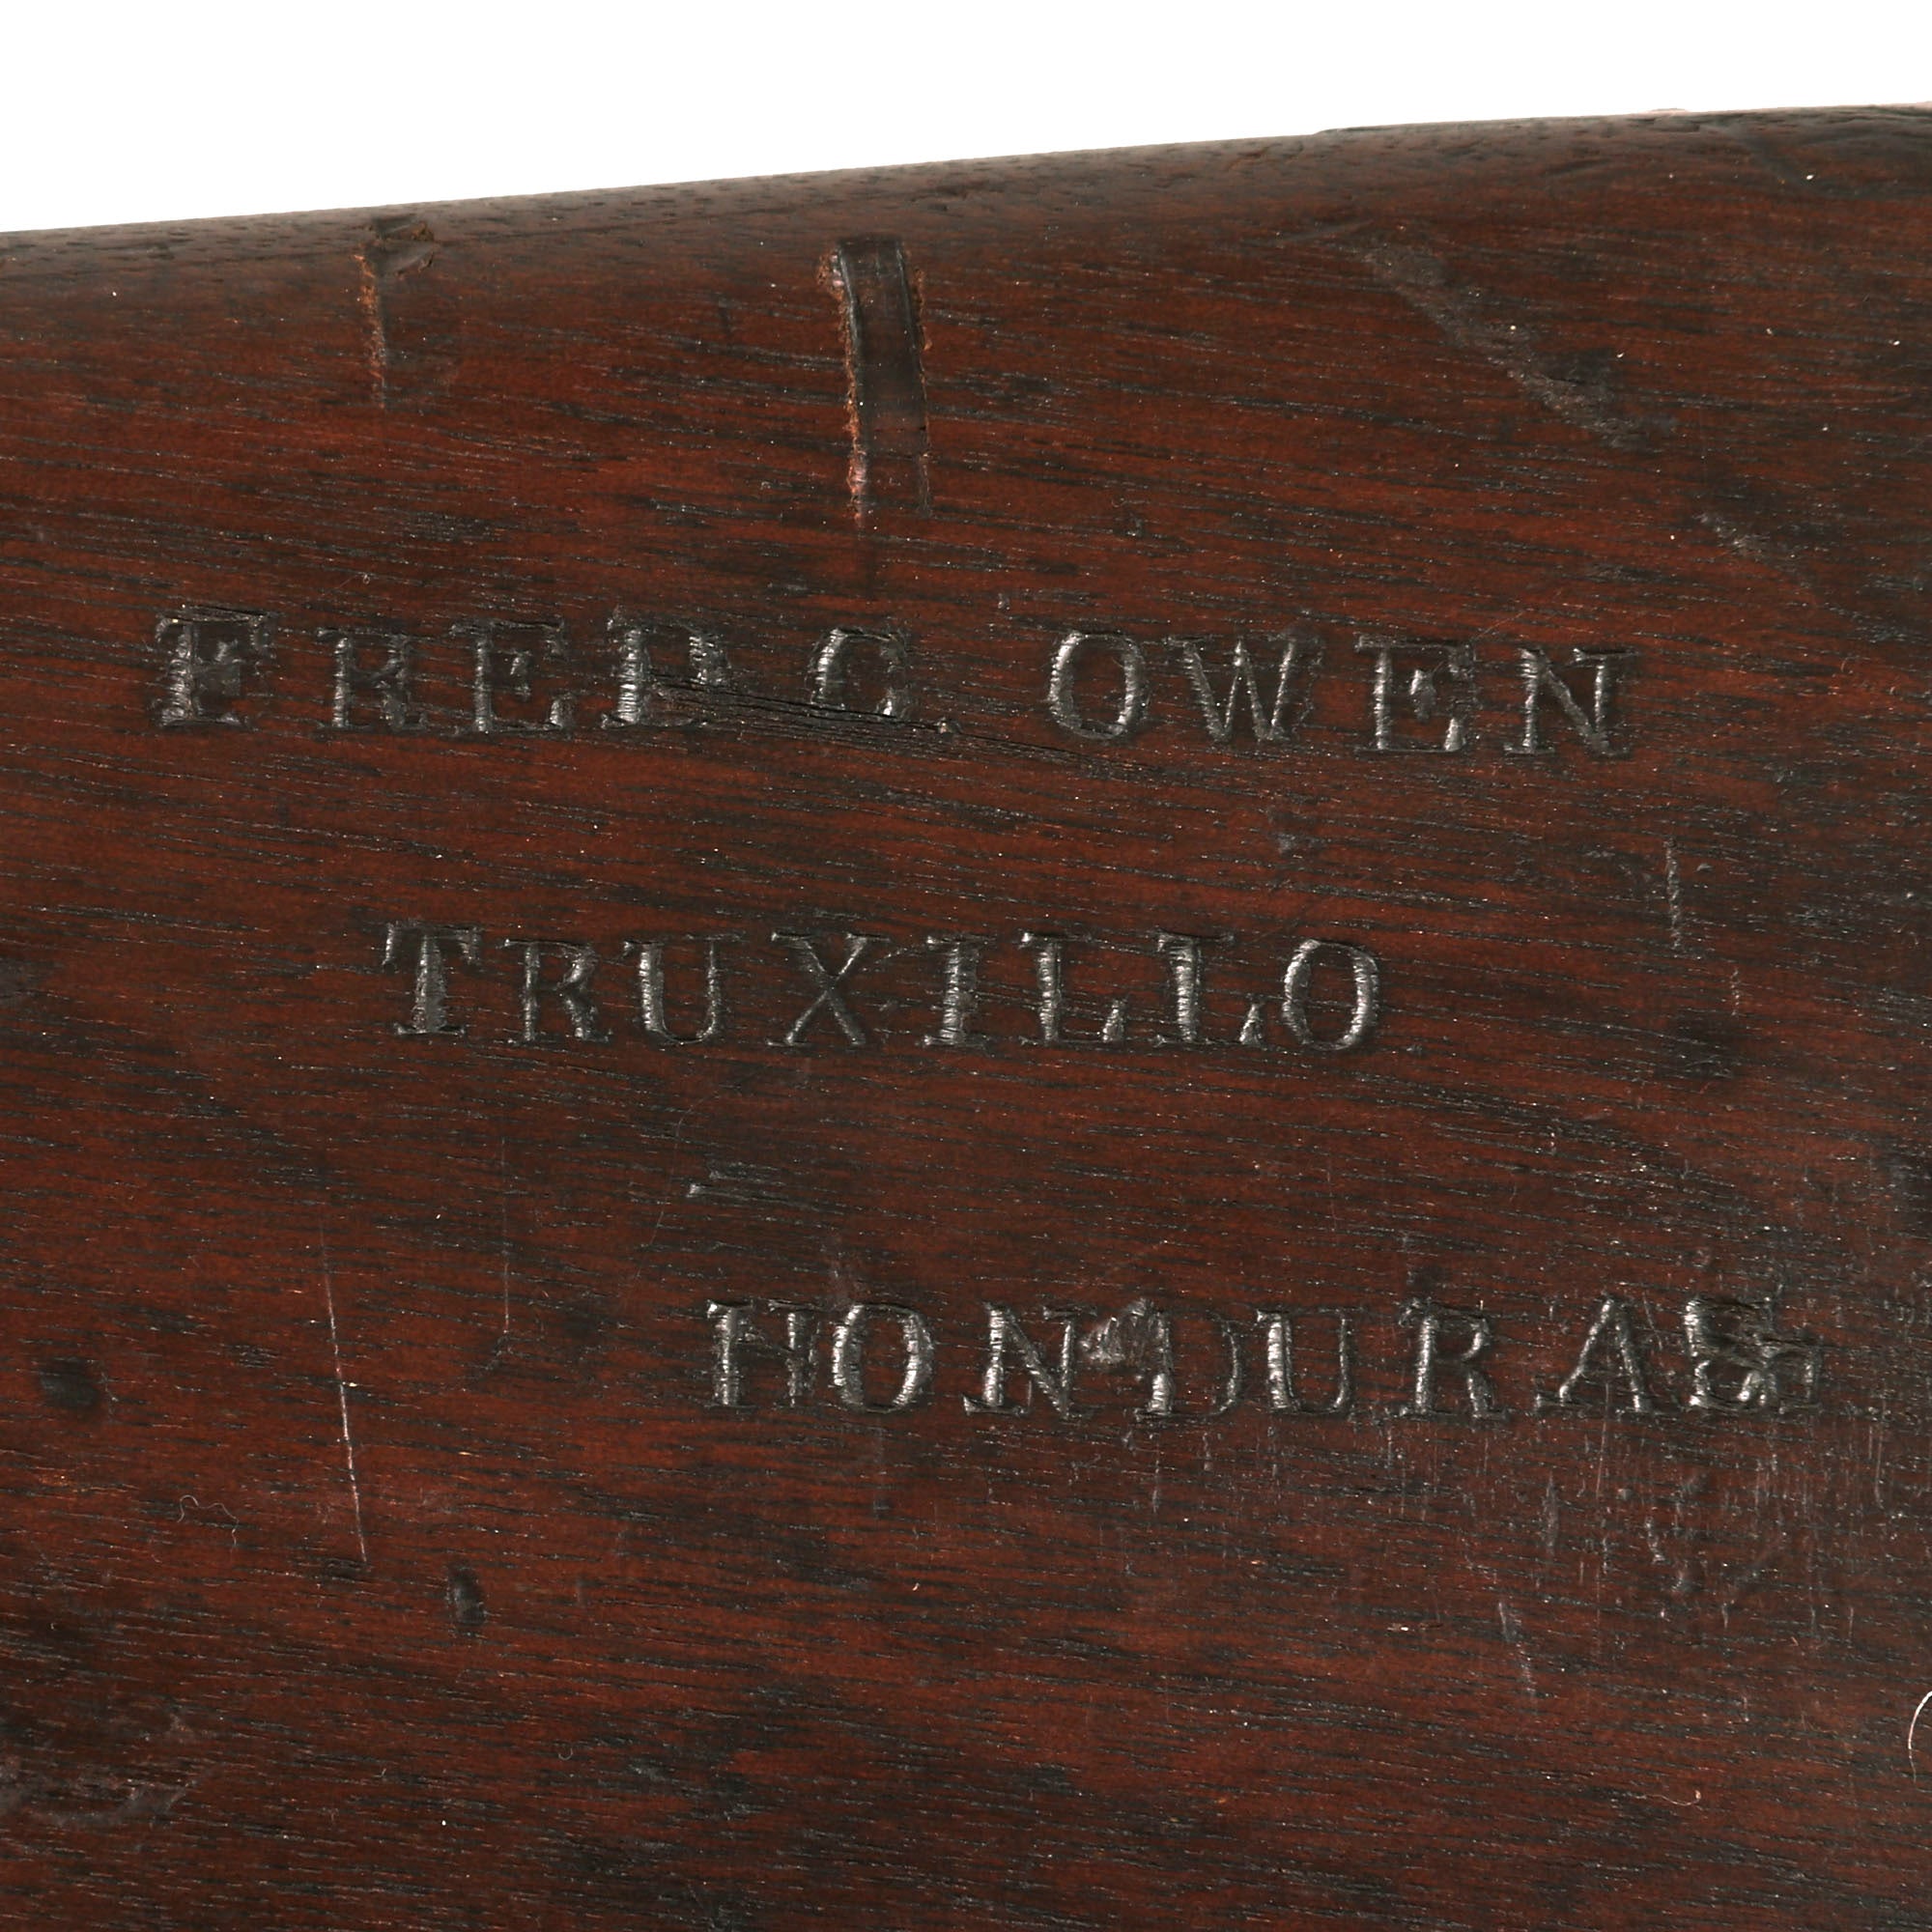 FRED G. OWEN
TRUXILLO
HONDURAS